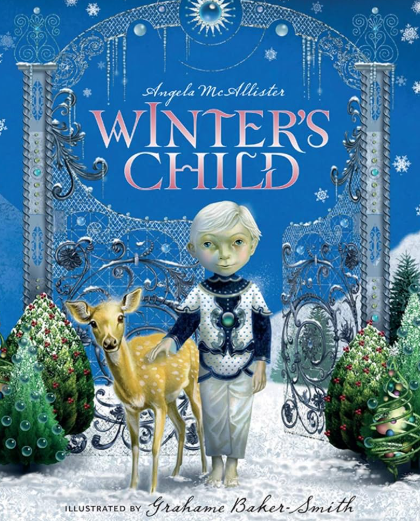 Angela McAllister
WINTER'S
CHILD
ILLUSTRATED BY Grahame Baker-Smith